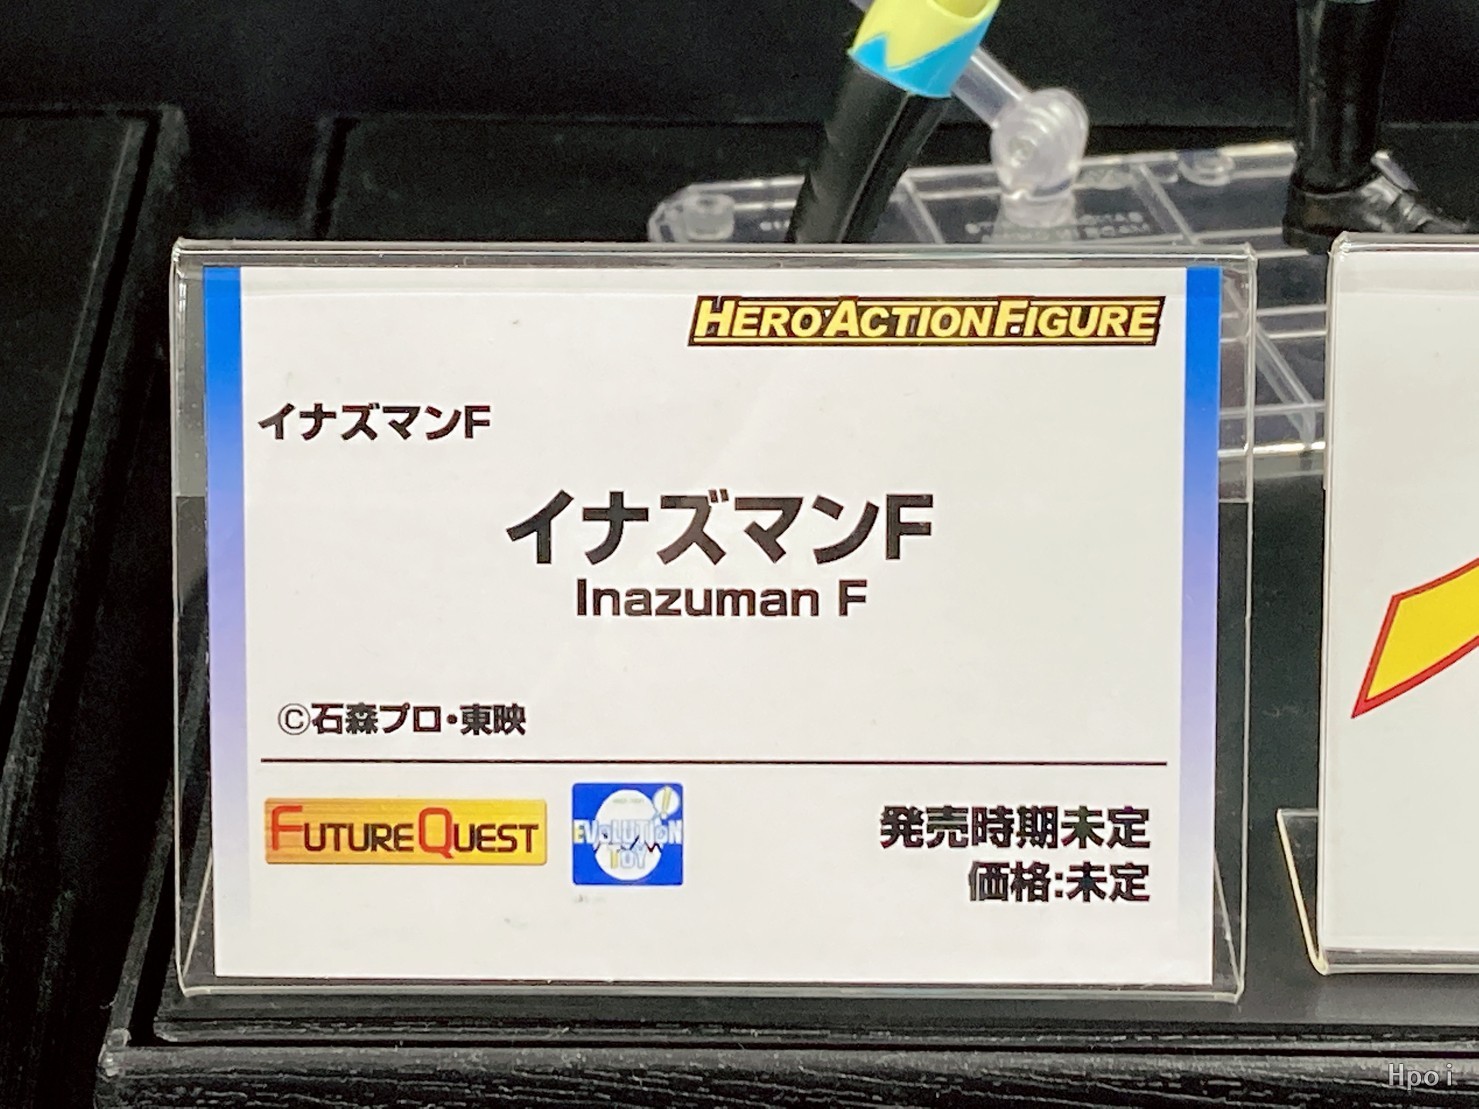 HERO ACTION FIGURE
イナズマンF
イナズマンF
Inazuman F
©石森プロ・東映
FUTURE QUEST
EVOLUTION
TOY
発売時期未定
価格:未定
Hpoi